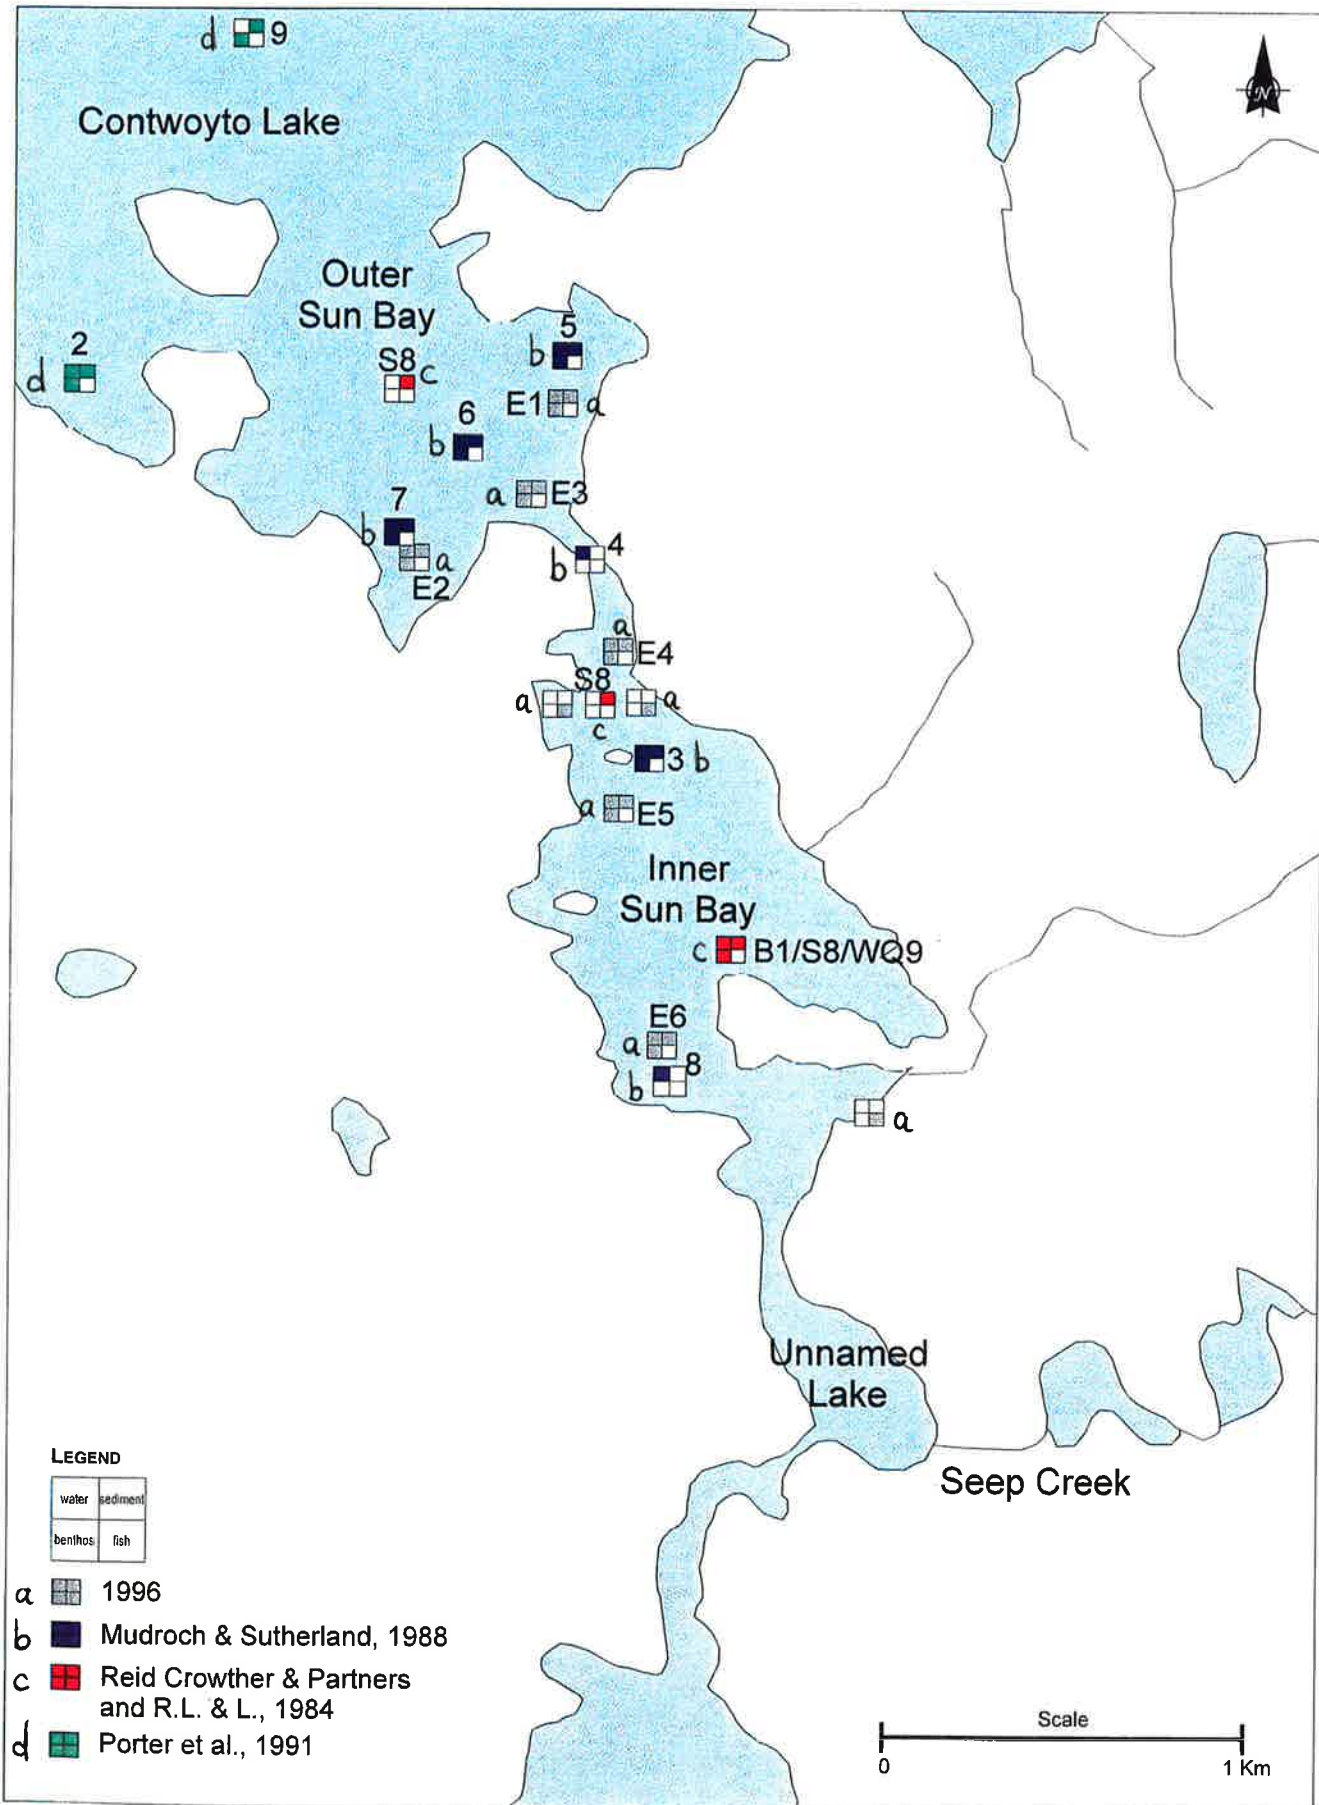 d 9
N
Contwoyto Lake
Outer
Sun Bay
2
d
5
b
S8
c
E1 a
6
b
a E3
7
b
a
E2
4
b
a
E4
S8
a
a
c
3 b
a E5
Inner
Sun Bay
c B1/S8/WQ9
E6
a
8
b
a
Unnamed
Lake
Seep Creek
LEGEND
water sediment
benthos fish
a 1996
b Mudroch & Sutherland, 1988
c Reid Crowther & Partners
and R.L. & L., 1984
d Porter et al., 1991
Scale
0 1 Km